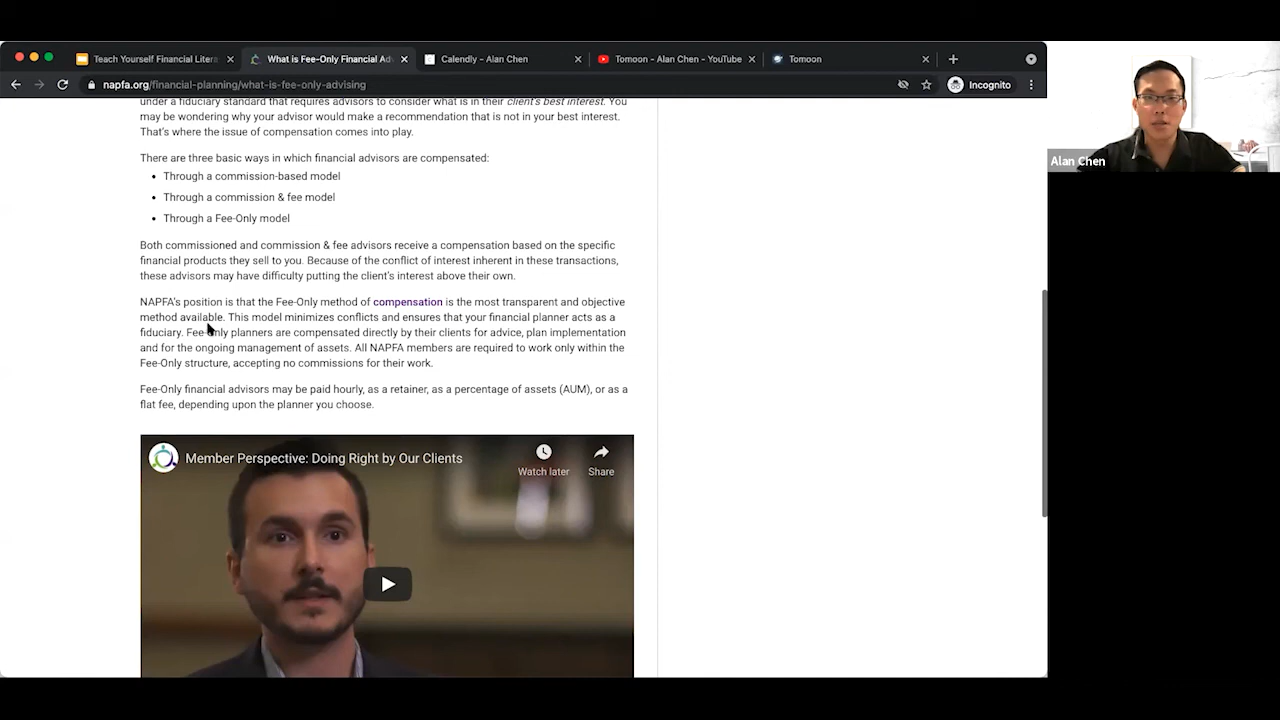 Teach Yourself Financial Liter
What is Fee-Only Financial Ad
Calendly - Alan Chen
Tomoon - Alan Chen - YouTube
Tomoon
napfa.org/financial-planning/what-is-fee-only-advising
Incognito
under a fiduciary standard that requires advisors to consider what is in their client's best interest. You
may be wondering why your advisor would make a recommendation that is not in your best interest.
That's where the issue of compensation comes into play.
There are three basic ways in which financial advisors are compensated:
• Through a commission-based model
• Through a commission & fee model
• Through a Fee-Only model
Both commissioned and commission & fee advisors receive a compensation based on the specific
financial products they sell to you. Because of the conflict of interest inherent in these transactions,
these advisors may have difficulty putting the client's interest above their own.
NAPFA's position is that the Fee-Only method of compensation is the most transparent and objective
method available. This model minimizes conflicts and ensures that your financial planner acts as a
fiduciary. Fee-Only planners are compensated directly by their clients for advice, plan implementation
and for the ongoing management of assets. All NAPFA members are required to work only within the
Fee-Only structure, accepting no commissions for their work.
Fee-Only financial advisors may be paid hourly, as a retainer, as a percentage of assets (AUM), or as a
flat fee, depending upon the planner you choose.
Member Perspective: Doing Right by Our Clients
Watch later
Share
Alan Chen